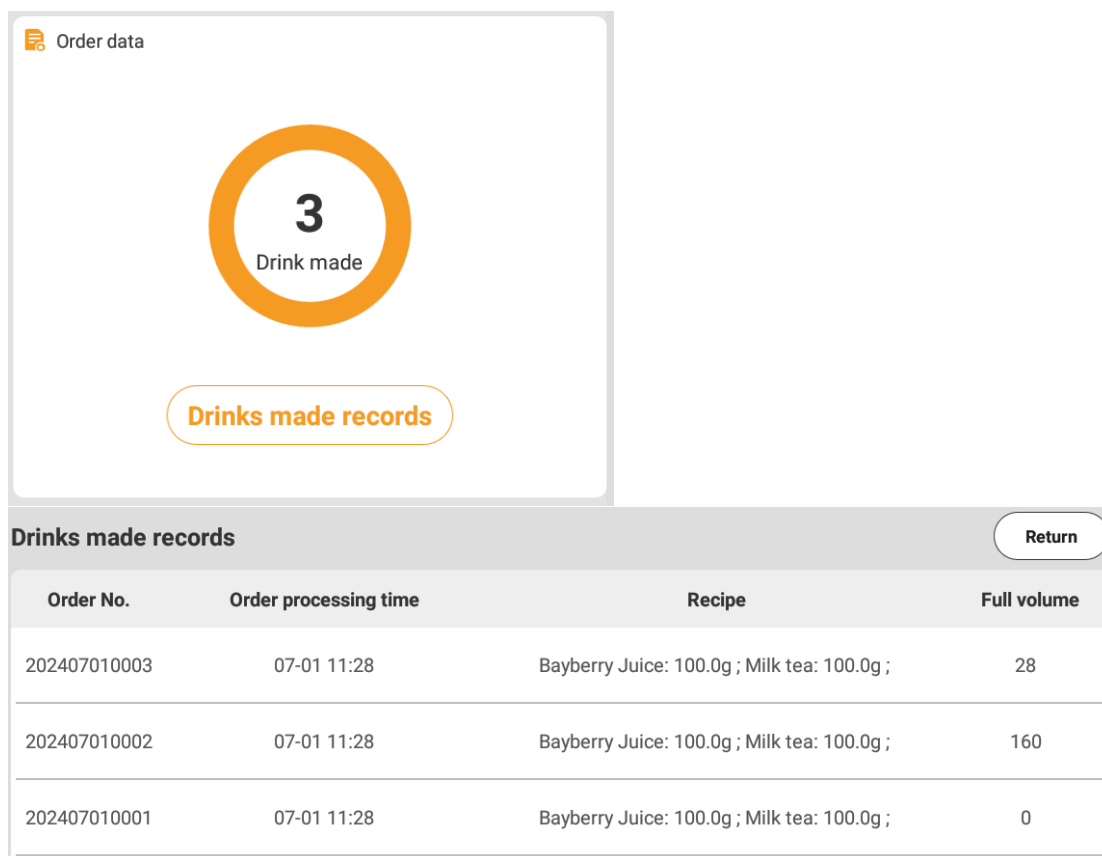 Order data
3
Drink made
Drinks made records
Drinks made records Return
Order No. Order processing time Recipe Full volume
202407010003 07-01 11:28 Bayberry Juice: 100.0g ; Milk tea: 100.0g ; 28
202407010002 07-01 11:28 Bayberry Juice: 100.0g ; Milk tea: 100.0g ; 160
202407010001 07-01 11:28 Bayberry Juice: 100.0g ; Milk tea: 100.0g ; 0